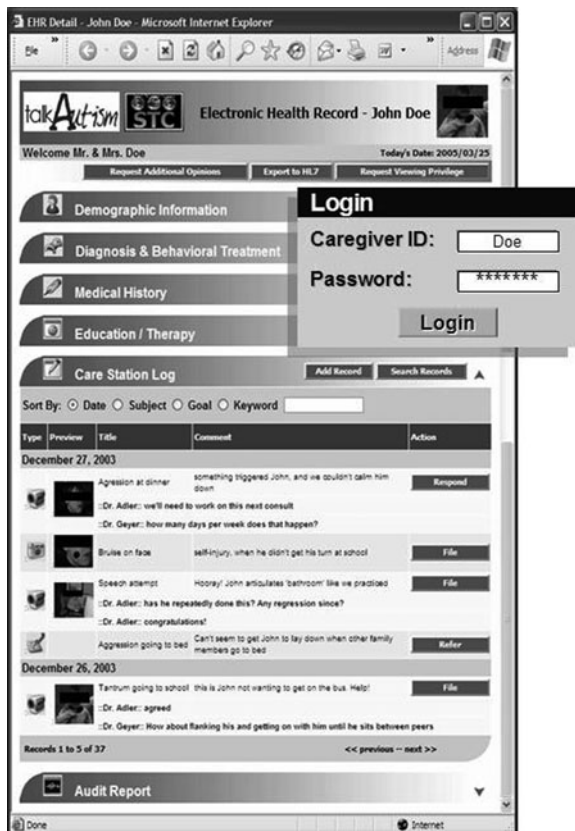 EHR Detail - John Doe - Microsoft Internet Explorer
File
Address
talkAutism STC Electronic Health Record - John Doe
Welcome Mr. & Mrs. Doe Today's Date: 2005/03/25
Request Additional Opinions Export to HL7 Request Viewing Privilege
Login
Caregiver ID: Doe
Password: *******
Login
Demographic Information
Diagnosis & Behavioral Treatment
Medical History
Education / Therapy
Care Station Log Add Record Search Records
Sort By: Date Subject Goal Keyword
Type Preview Title Comment Action
December 27, 2003
Agression at dinner something triggered John, and we couldn't calm him Respond
down
::Dr. Adler:: we'll need to work on this next consult
::Dr. Geyer:: how many days per week does that happen?
Bruise on face self-injury, when he didn't get his turn at school File
Speech attempt Hooray! John articulates 'bathroom' like we practiced File
::Dr. Adler:: has he repeatedly done this? Any regression since?
::Dr. Adler:: congratulations!
Aggression going to bed Can't seem to get John to lay down when other family Refer
members go to bed
December 26, 2003
Tantrum going to school this is John not wanting to get on the bus. Help! File
::Dr. Adler:: agreed
::Dr. Geyer:: How about flanking his and getting on with him until he sits between peers
Records 1 to 5 of 37 << previous -- next >>
Audit Report
Done Internet